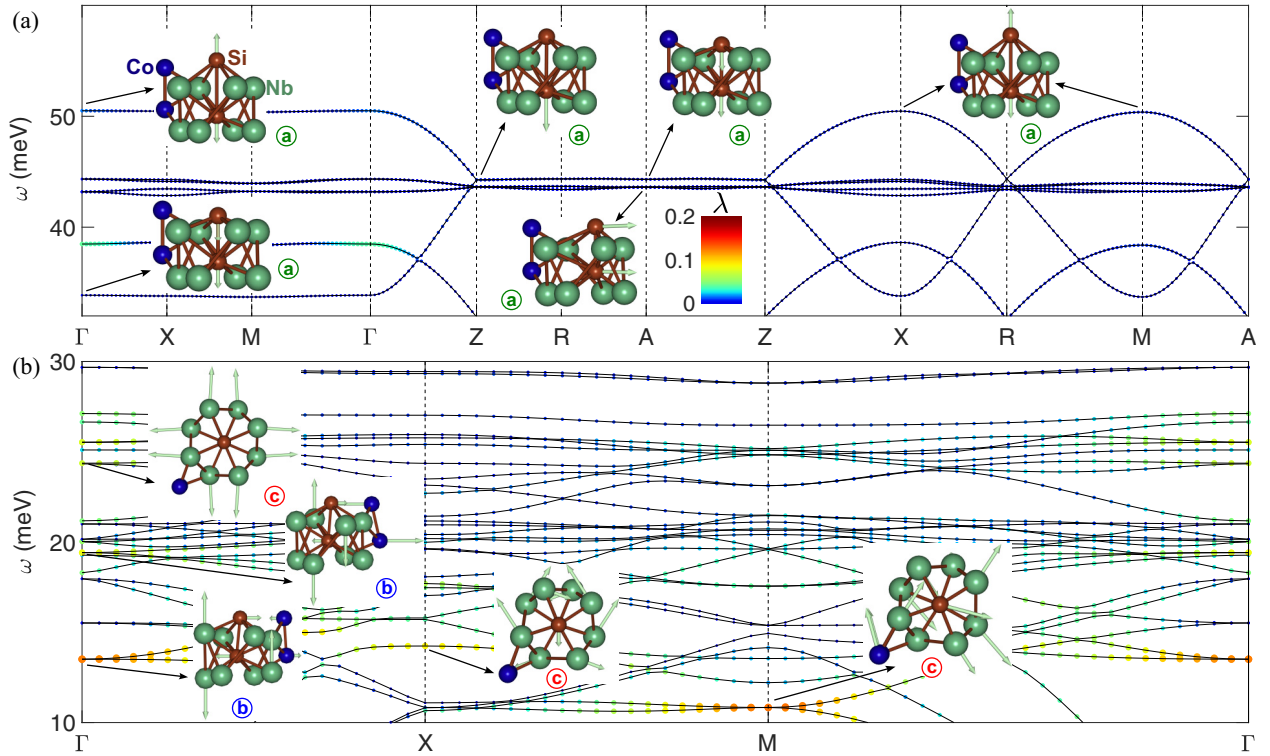 (a)
ω (meV)
50
40
Co
Si
Nb
a
a
a
a
a
a
λ
0.2
0.1
0
Γ X M Γ Z R A Z X R M A
(b)
ω (meV)
30
20
10
c
b
b
c
c
Γ X M Γ